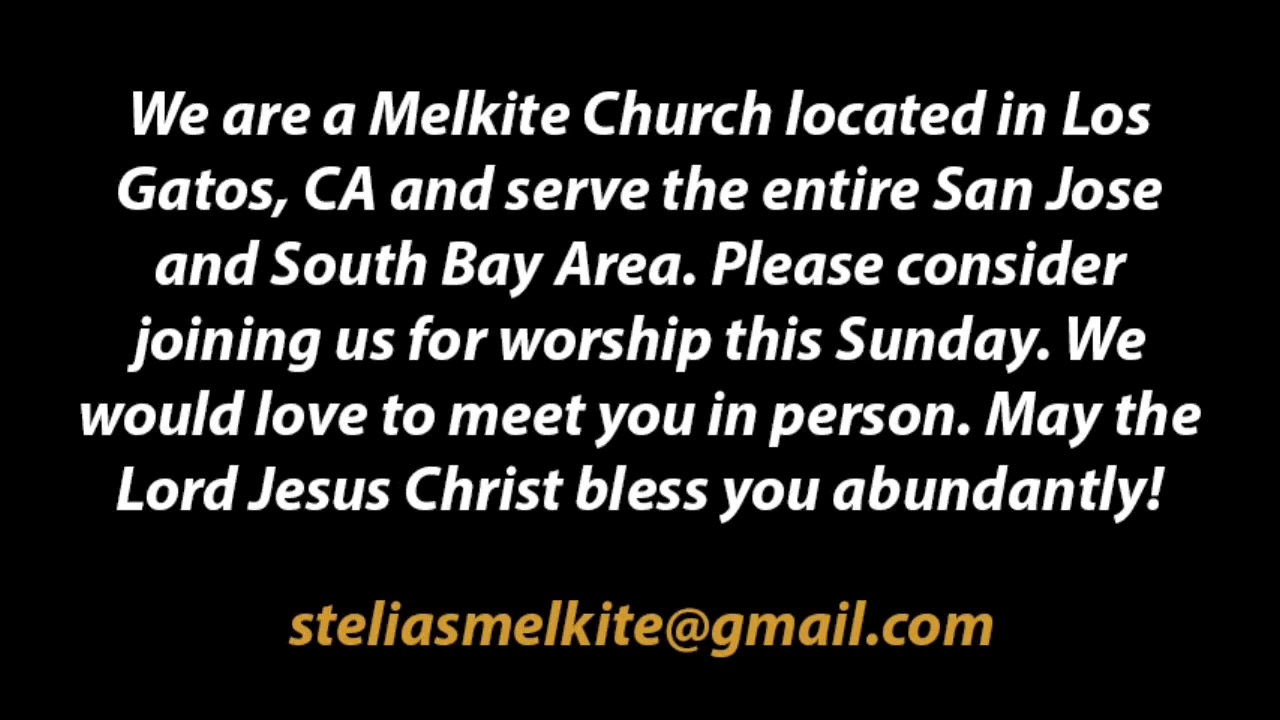 We are a Melkite Church located in Los
Gatos, CA and serve the entire San Jose
and South Bay Area. Please consider
joining us for worship this Sunday. We
would love to meet you in person. May the
Lord Jesus Christ bless you abundantly!
steliasmelkite@gmail.com